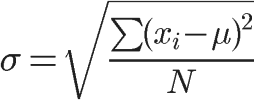 σ = √(∑(xᵢ − μ)² / N)